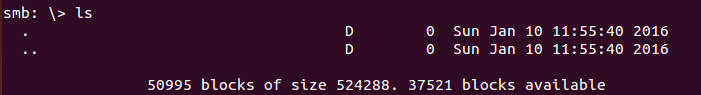 smb: \> ls
.                                   D        0  Sun Jan 10 11:55:40 2016
..                                  D        0  Sun Jan 10 11:55:40 2016
50995 blocks of size 524288. 37521 blocks available